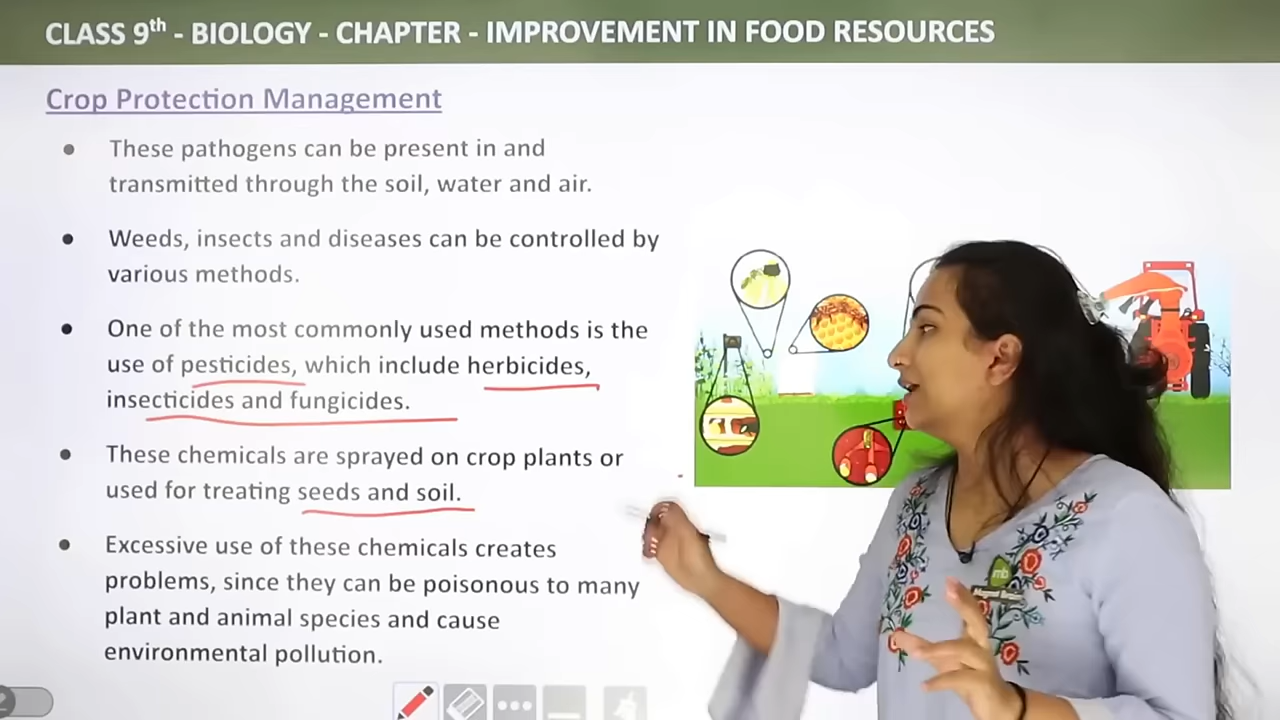 CLASS 9th - BIOLOGY - CHAPTER - IMPROVEMENT IN FOOD RESOURCES
Crop Protection Management
• These pathogens can be present in and
transmitted through the soil, water and air.
• Weeds, insects and diseases can be controlled by
various methods.
• One of the most commonly used methods is the
use of pesticides, which include herbicides,
insecticides and fungicides.
• These chemicals are sprayed on crop plants or
used for treating seeds and soil.
• Excessive use of these chemicals creates
problems, since they can be poisonous to many
plant and animal species and cause
environmental pollution.